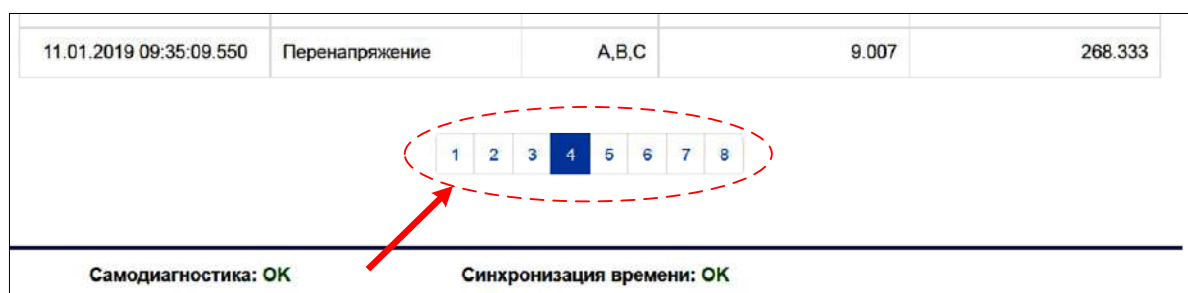 11.01.2019 09:35:09.550 Перенапряжение A,B,C 9.007 268.333
1 2 3 4 5 6 7 8
Самодиагностика: OK Синхронизация времени: OK